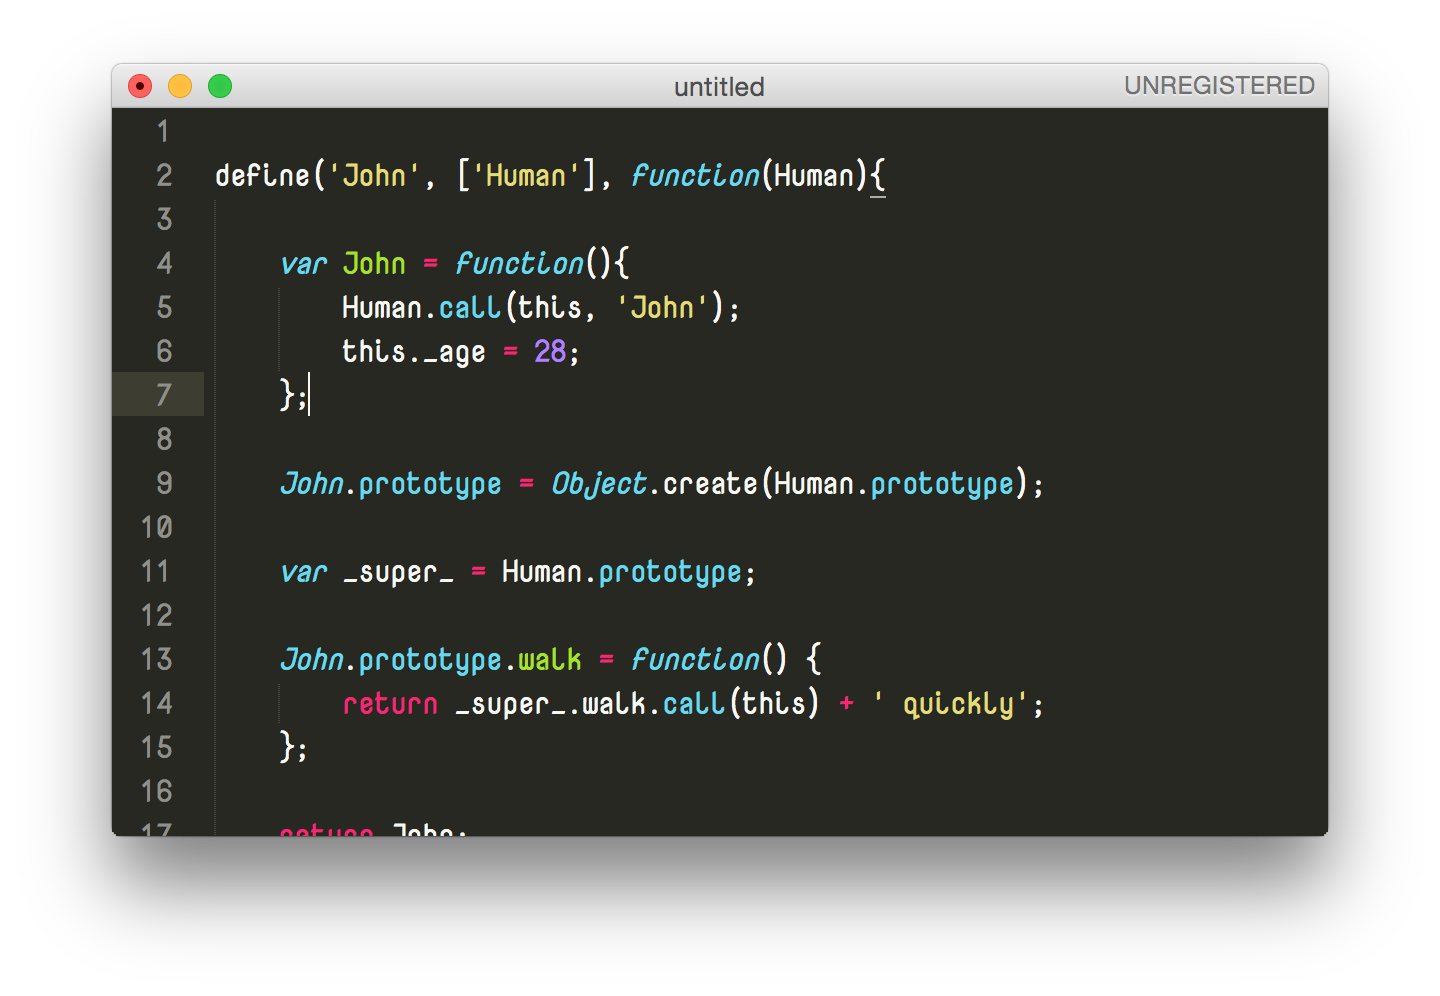 untitled UNREGISTERED
1
2 define('John', ['Human'], function(Human){
3
4 var John = function(){
5 Human.call(this, 'John');
6 this._age = 28;
7 };
8
9 John.prototype = Object.create(Human.prototype);
10
11 var _super_ = Human.prototype;
12
13 John.prototype.walk = function() {
14 return _super_.walk.call(this) + ' quickly';
15 };
16
17 return John;